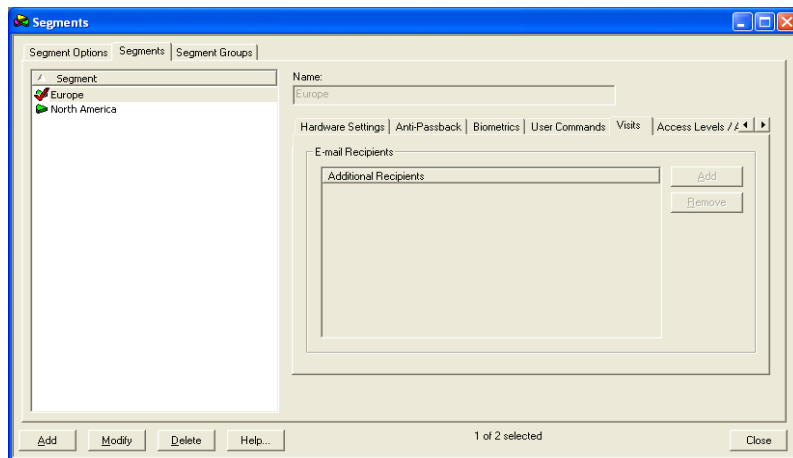 Segments
Segment Options Segments Segment Groups
Segment
Europe
North America
Name:
Europe
Hardware Settings Anti-Passback Biometrics User Commands Visits Access Levels /
E-mail Recipients
Additional Recipients
Add
Remove
Add Modify Delete Help... 1 of 2 selected Close